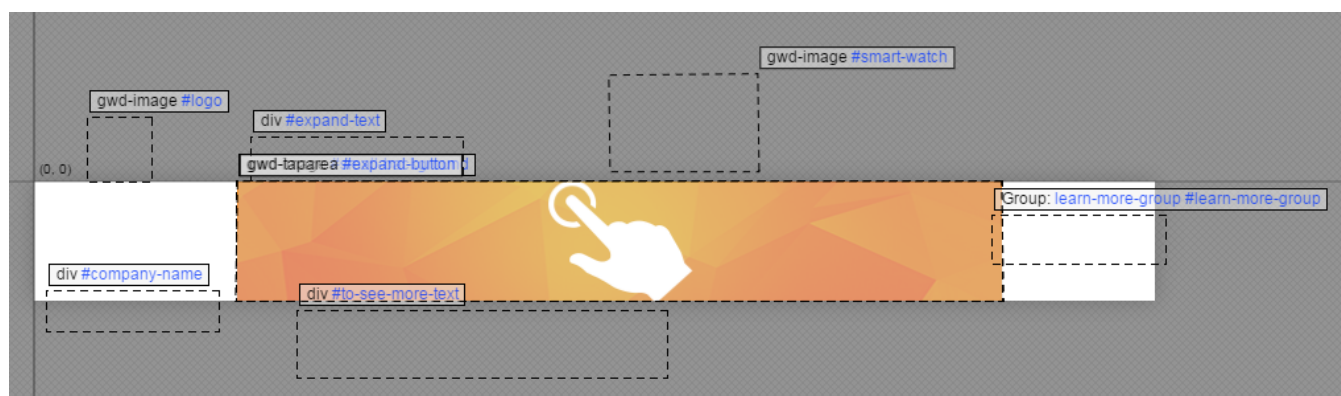 gwd-image #smart-watch
gwd-image #logo
div #expand-text
(0, 0)
gwd-taparea #expand-button
Group: learn-more-group #learn-more-group
div #company-name
div #to-see-more-text